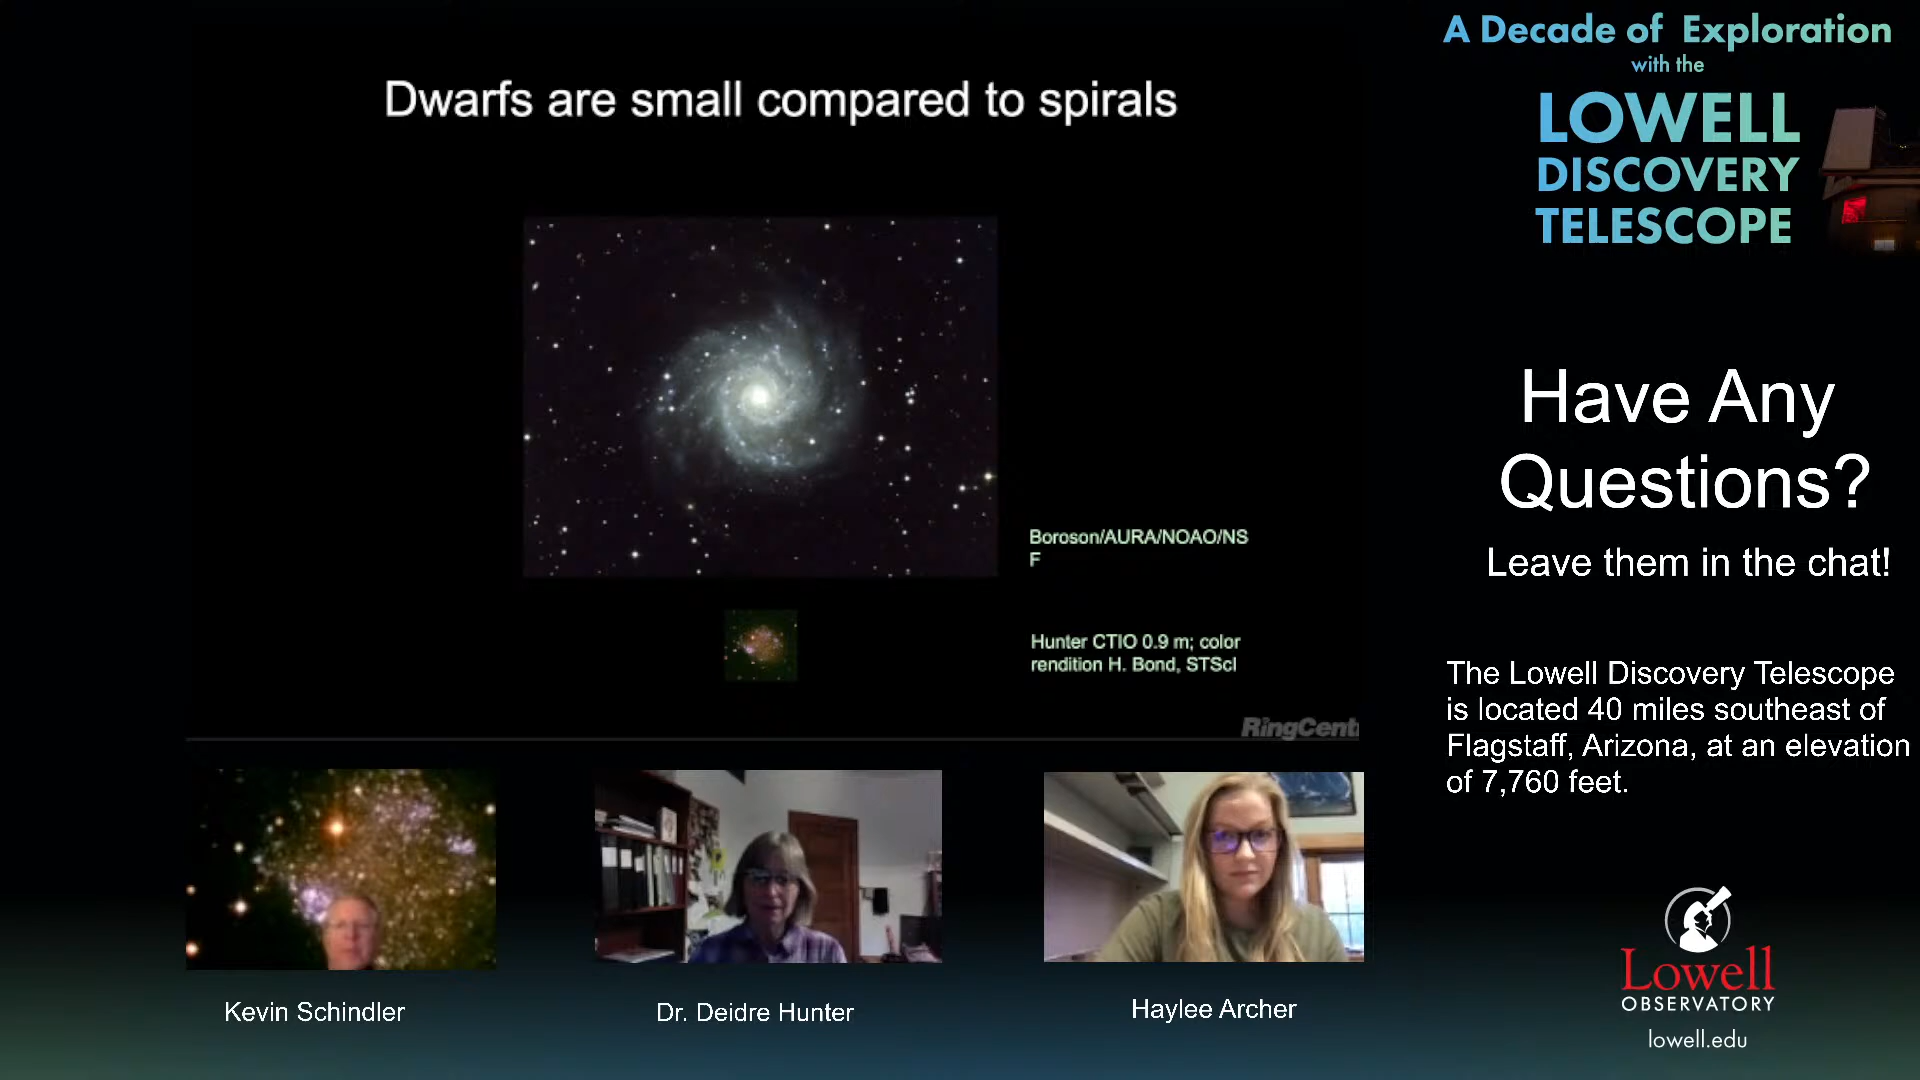 A Decade of Exploration
with the
LOWELL
DISCOVERY
TELESCOPE
Dwarfs are small compared to spirals
Boroson/AURA/NOAO/NS
F
Hunter CTIO 0.9 m; color
rendition H. Bond, STScI
RingCent
Have Any
Questions?
Leave them in the chat!
The Lowell Discovery Telescope
is located 40 miles southeast of
Flagstaff, Arizona, at an elevation
of 7,760 feet.
Kevin Schindler
Dr. Deidre Hunter
Haylee Archer
Lowell
OBSERVATORY
lowell.edu